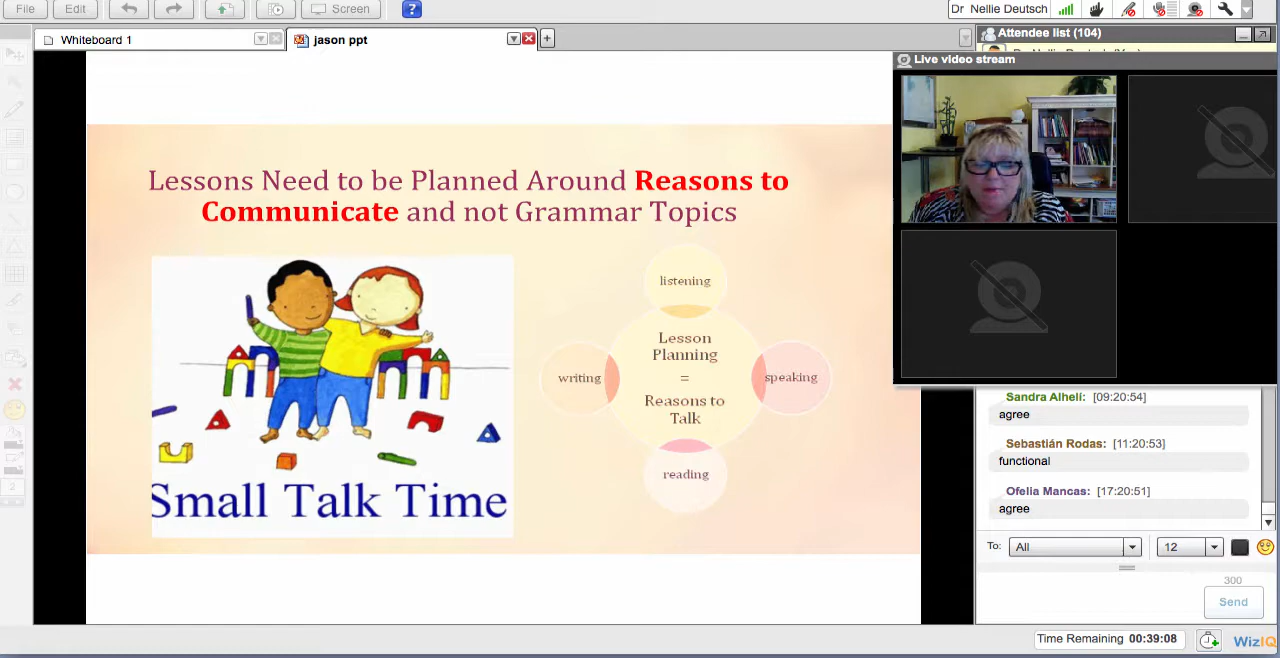 File
Edit
Screen
?
Dr Nellie Deutsch
Whiteboard 1
jason ppt
+
Attendee list (104)
Live video stream
Lessons Need to be Planned Around Reasons to
Communicate and not Grammar Topics
Small Talk Time
listening
Lesson
Planning
=
Reasons to
Talk
writing
speaking
reading
Sandra Alheli: [09:20:54]
agree
Sebastián Rodas: [11:20:53]
functional
Ofelia Mancas: [17:20:51]
agree
To: All
12
300
Send
2
Time Remaining 00:39:08
WizIQ